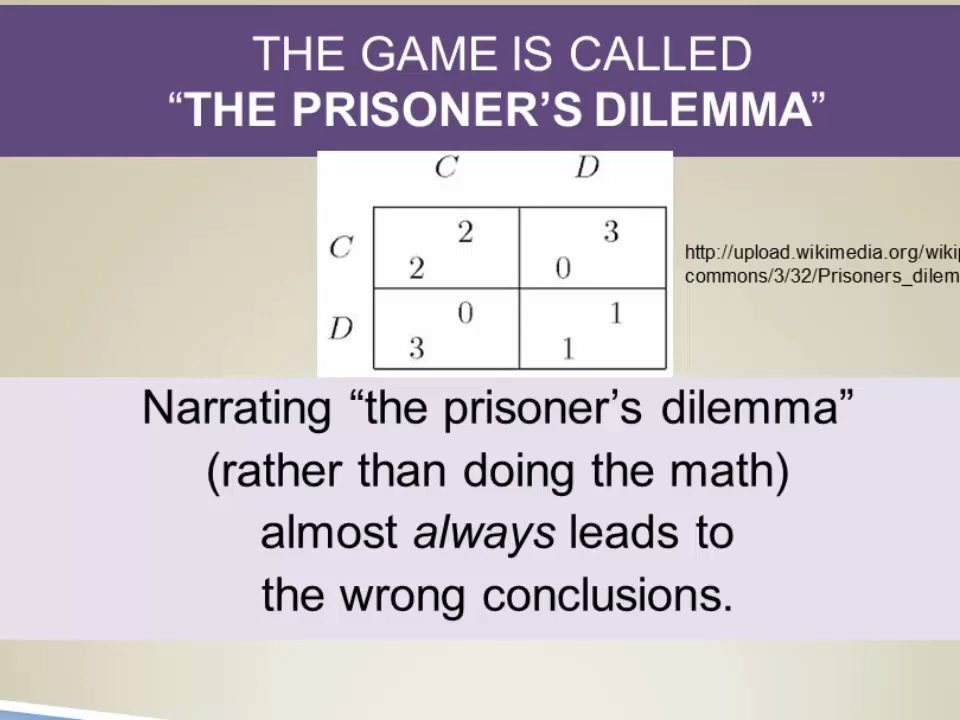 THE GAME IS CALLED
“THE PRISONER’S DILEMMA”
C D
2 3
C
2 0
0 1
D
3 1
http://upload.wikimedia.org/wikip
commons/3/32/Prisoners_dilem
Narrating “the prisoner’s dilemma”
(rather than doing the math)
almost always leads to
the wrong conclusions.